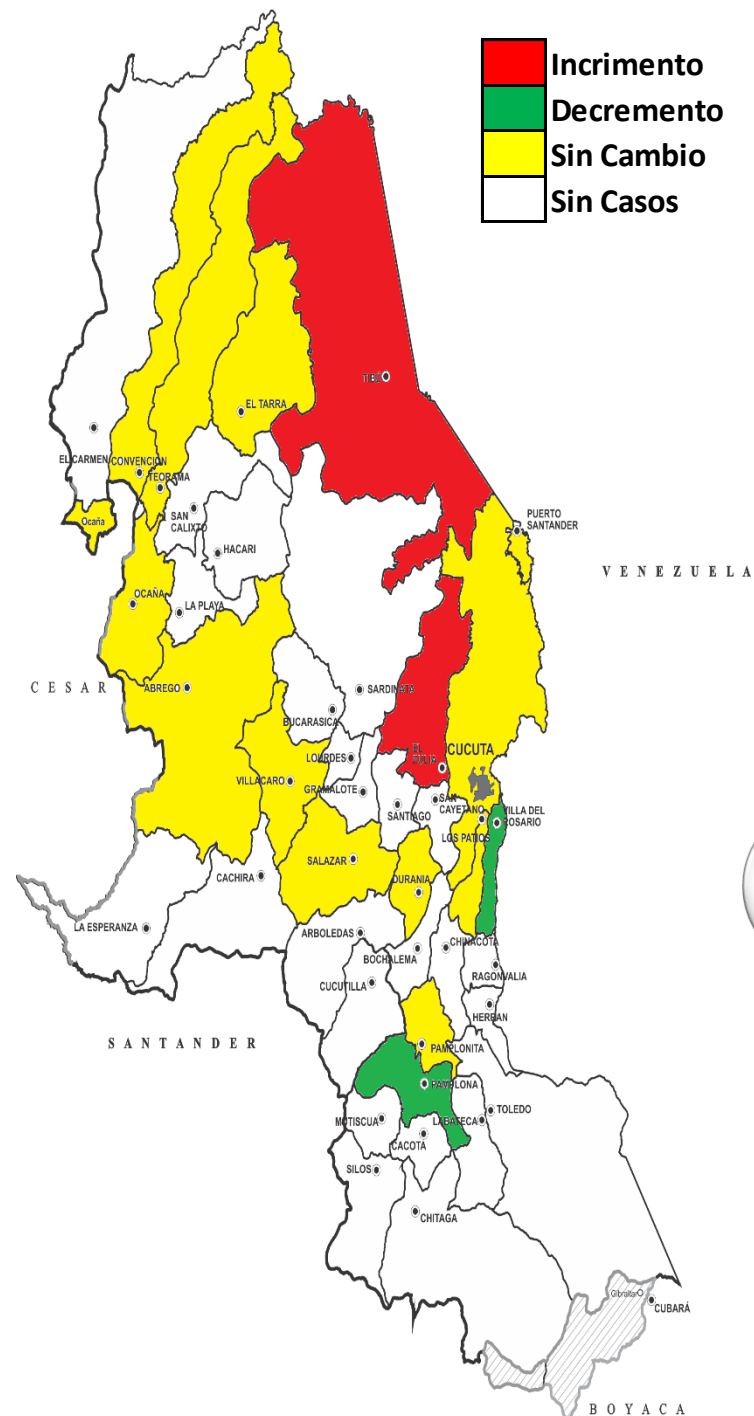 Incrimento
Decremento
Sin Cambio
Sin Casos
TIBÚ
EL TARRA
EL CARMEN
CONVENCION
TEORAMA
Ocaña
SAN
CALIXTO
PUERTO
SANTANDER
HACARI
VENEZUELA
OCAÑA
LA PLAYA
CESAR
ABREGO
SARDINATA
BUCARASICA
LOURDES
EL
ZULIA
CUCUTA
VILLACARO
GRAMALOTE
SANTIAGO
SAN
CAYETANO
VILLA DEL
ROSARIO
LOS PATIOS
SALAZAR
CACHIRA
DURANIA
LA ESPERANZA
ARBOLEDAS
BOCHALEMA
CHINACOTA
RAGONVALIA
CUCUTILLA
HERRAN
SANTANDER
PAMPLONITA
PAMPLONA
TOLEDO
MUTISCUA
LABATECA
CACOTA
SILOS
CHITAGA
Gibraltar
CUBARÁ
BOYACA